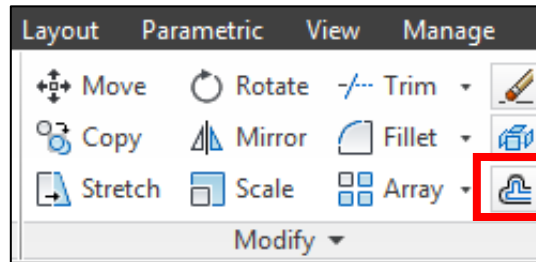 Layout Parametric View Manage
Move Rotate Trim
Copy Mirror Fillet
Stretch Scale Array
Modify